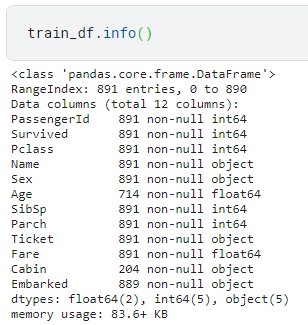 train_df.info()
<class 'pandas.core.frame.DataFrame'>
RangeIndex: 891 entries, 0 to 890
Data columns (total 12 columns):
PassengerId    891 non-null int64
Survived       891 non-null int64
Pclass         891 non-null int64
Name           891 non-null object
Sex            891 non-null object
Age            714 non-null float64
SibSp          891 non-null int64
Parch          891 non-null int64
Ticket         891 non-null object
Fare           891 non-null float64
Cabin          204 non-null object
Embarked       889 non-null object
dtypes: float64(2), int64(5), object(5)
memory usage: 83.6+ KB